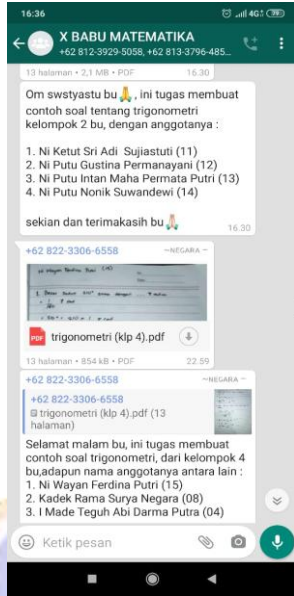 16:36
4G
X BABU MATEMATIKA
+62 812-3929-5058, +62 813-3796-485...
13 halaman • 2,1 MB • PDF 16.30
Om swstyastu bu 🙏, ini tugas membuat
contoh soal tentang trigonometri
kelompok 2 bu, dengan anggotanya :
1. Ni Ketut Sri Adi Sujiastuti (11)
2. Ni Putu Gustina Permanayani (12)
3. Ni Putu Intan Maha Permata Putri (13)
4. Ni Putu Nonik Suwandewi (14)
sekian dan terimakasih bu 🙏
16.30
+62 822-3306-6558 ~NEGARA~
Ni Wayan Ferdina Putri (15)
PDF trigonometri (klp 4).pdf
13 halaman • 854 kB • PDF 22.59
+62 822-3306-6558 ~NEGARA~
+62 822-3306-6558
trigonometri (klp 4).pdf (13
halaman)
Selamat malam bu, ini tugas membuat
contoh soal trigonometri, dari kelompok 4
bu,adapun nama anggotanya antara lain :
1. Ni Wayan Ferdina Putri (15)
2. Kadek Rama Surya Negara (08)
3. I Made Teguh Abi Darma Putra (04)
Ketik pesan